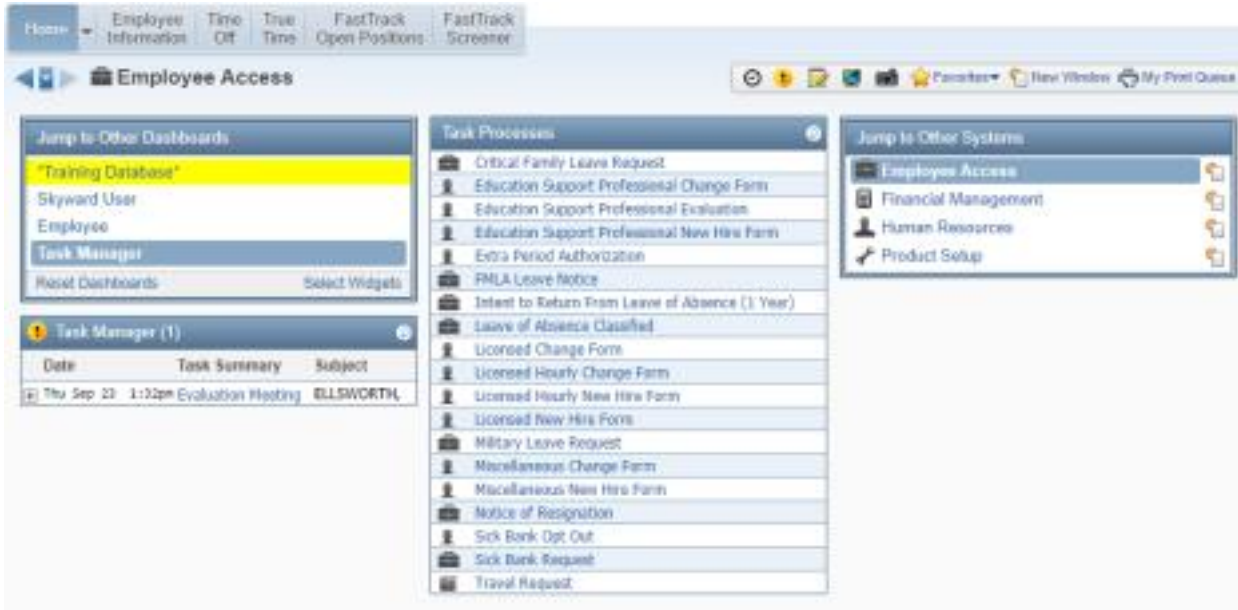 Home Employee Information Time Off True Time FastTrack Open Positions FastTrack Screener
Employee Access
Favorites New Window My Print Queue
Jump to Other Dashboards
"Training Database"
Skyward User
Employee
Task Manager
Reset Dashboards Select Widgets
Task Manager (1)
Date Task Summary Subject
Thu Sep 23 1:32pm Evaluation Meeting ELLSWORTH,
Task Processes
Critical Family Leave Request
Education Support Professional Change Form
Education Support Professional Evaluation
Education Support Professional New Hire Form
Extra Period Authorization
FMLA Leave Notice
Intent to Return From Leave of Absence (1 Year)
Leave of Absence Classified
Licensed Change Form
Licensed Hourly Change Form
Licensed Hourly New Hire Form
Licensed New Hire Form
Military Leave Request
Miscellaneous Change Form
Miscellaneous New Hire Form
Notice of Resignation
Sick Bank Opt Out
Sick Bank Request
Travel Request
Jump to Other Systems
Employee Access
Financial Management
Human Resources
Product Setup